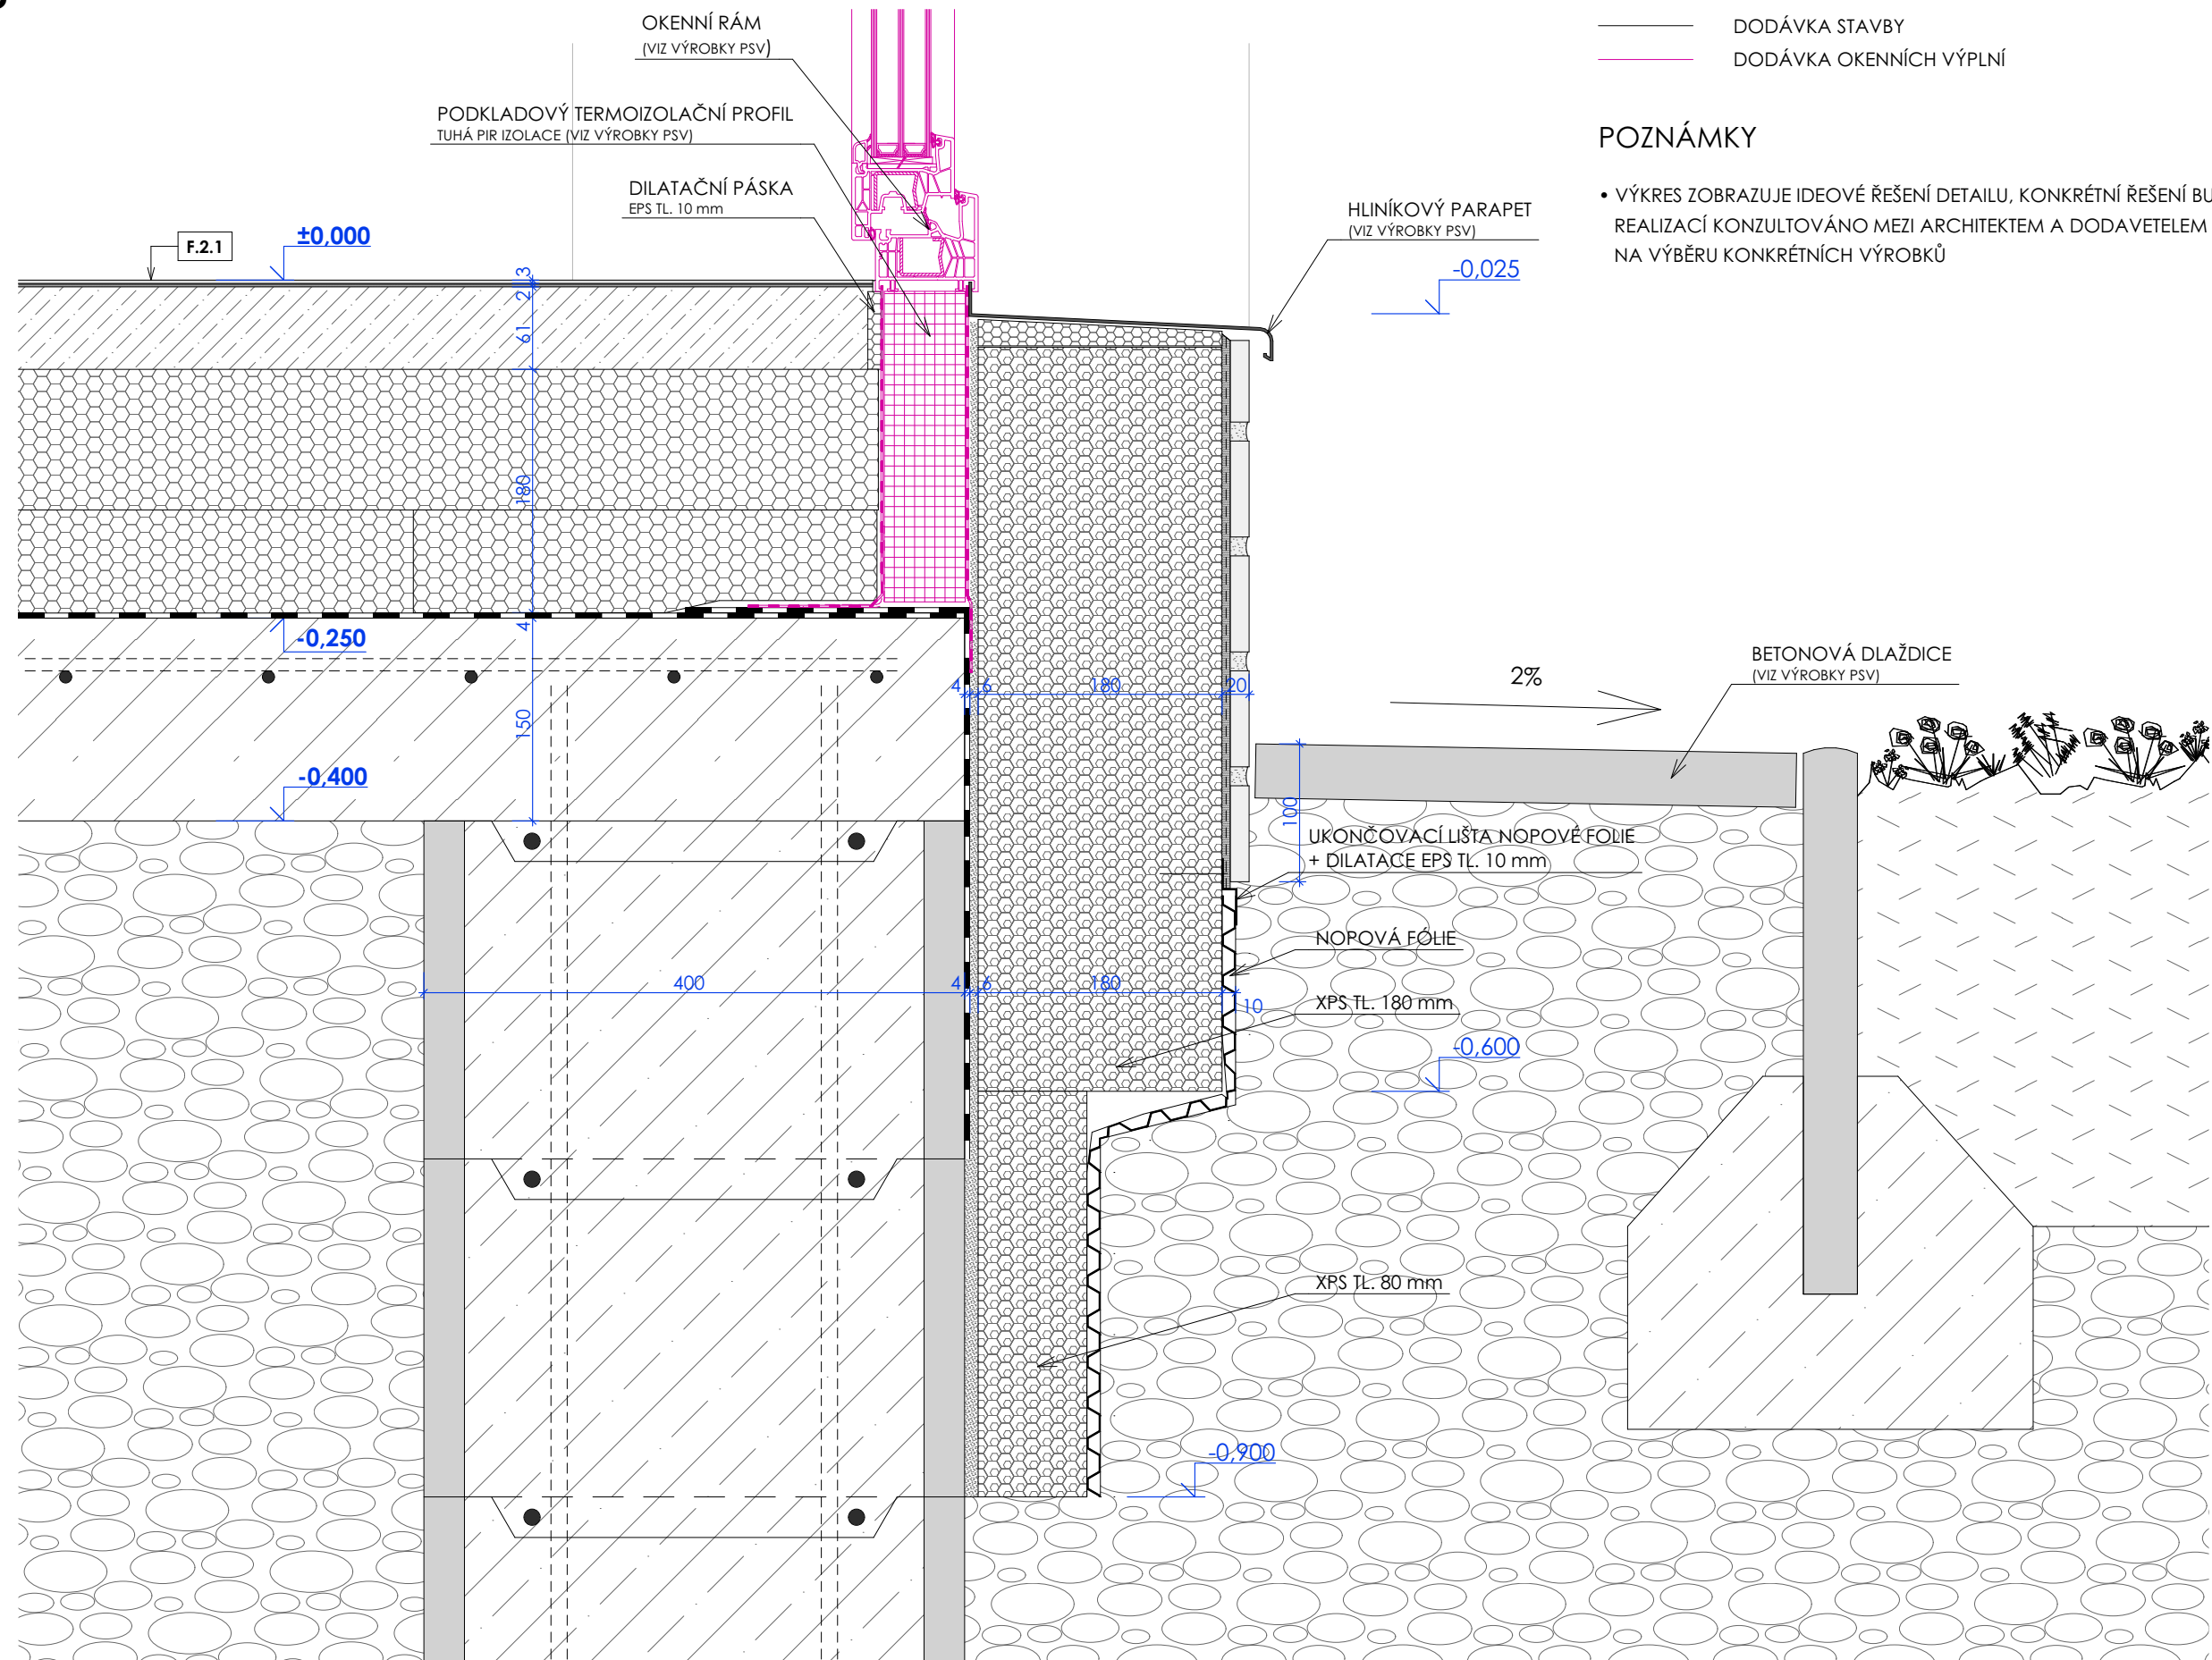 OKENNÍ RÁM
(VIZ VÝROBKY PSV)
PODKLADOVÝ TERMOIZOLAČNÍ PROFIL
TUHÁ PIR IZOLACE (VIZ VÝROBKY PSV)
DILATAČNÍ PÁSKA
EPS TL. 10 mm
F.2.1
±0,000
DODÁVKA STAVBY
DODÁVKA OKENNÍCH VÝPLNÍ
POZNÁMKY
• VÝKRES ZOBRAZUJE IDEOVÉ ŘEŠENÍ DETAILU, KONKRÉTNÍ ŘEŠENÍ BU
REALIZACÍ KONZULTOVÁNO MEZI ARCHITEKTEM A DODAVETELEM
NA VÝBĚRU KONKRÉTNÍCH VÝROBKŮ
HLINÍKOVÝ PARAPET
(VIZ VÝROBKY PSV)
-0,025
3
2
61
180
4
150
-0,250
-0,400
4 6 180 20
2%
BETONOVÁ DLAŽDICE
(VIZ VÝROBKY PSV)
100
UKONČOVACÍ LIŠTA NOPOVÉ FOLIE
+ DILATACE EPS TL. 10 mm
NOPOVÁ FÓLIE
400 4 6 180 10
XPS TL. 180 mm
-0,600
XPS TL. 80 mm
-0,900